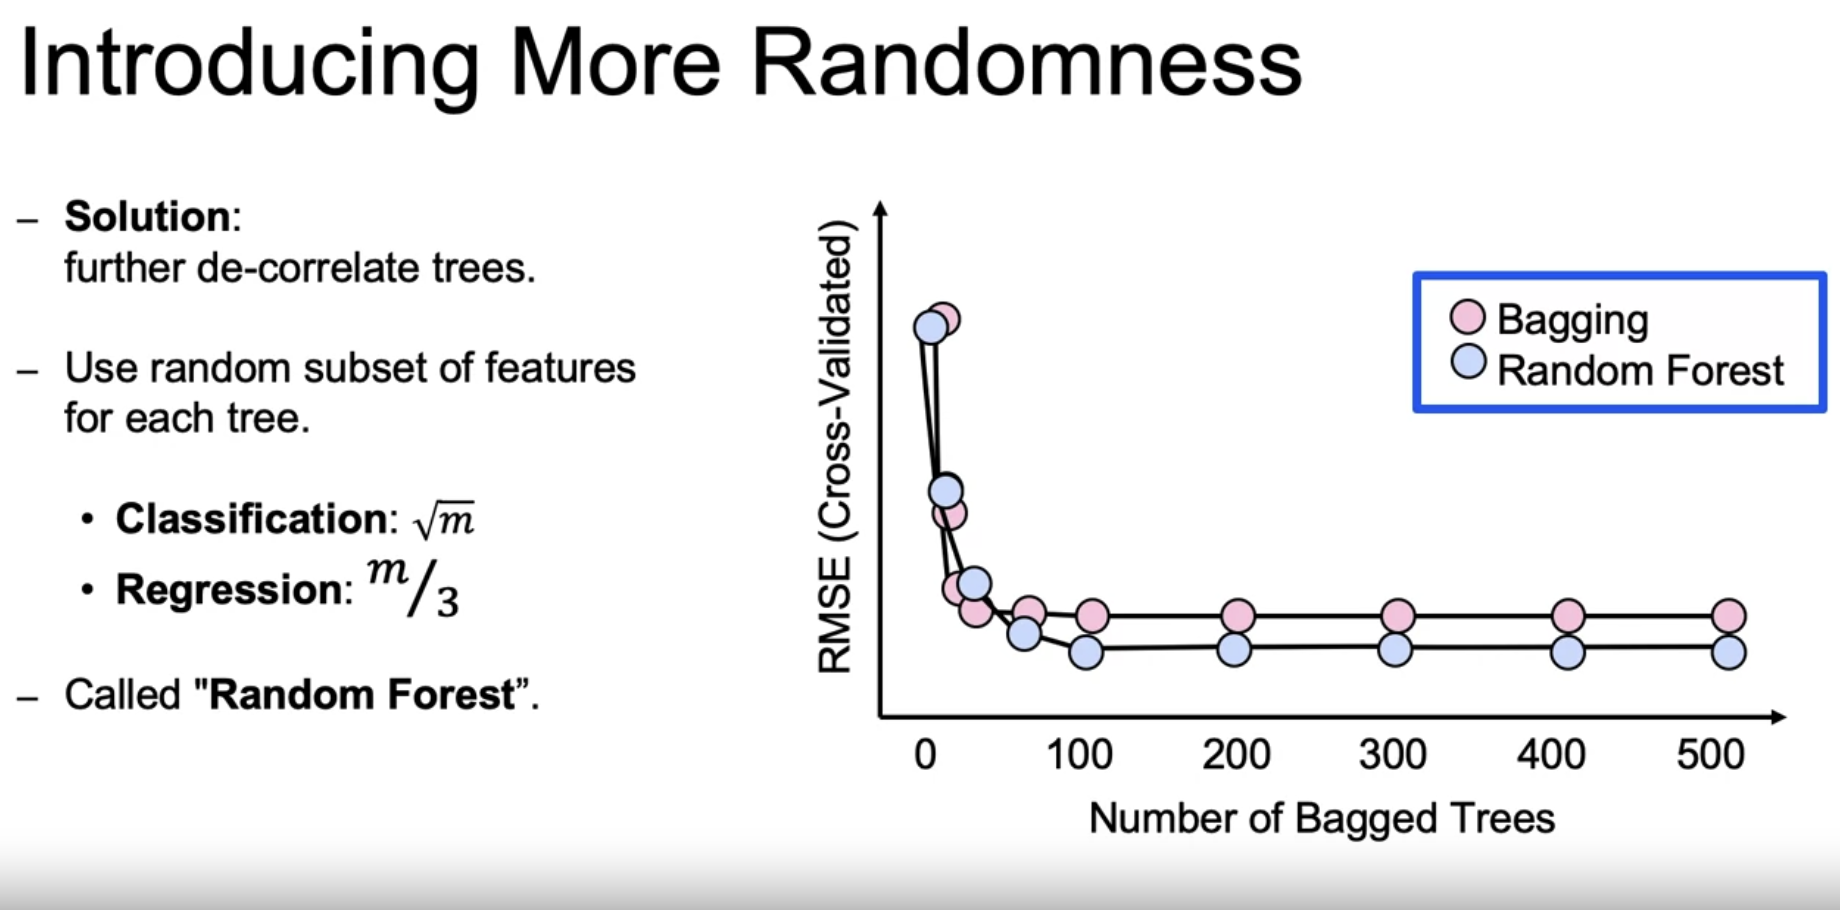 Introducing More Randomness
– Solution:
further de-correlate trees.
– Use random subset of features
for each tree.
• Classification: √m
• Regression: m/3
– Called "Random Forest”.
RMSE (Cross-Validated)
Bagging
Random Forest
0 100 200 300 400 500
Number of Bagged Trees